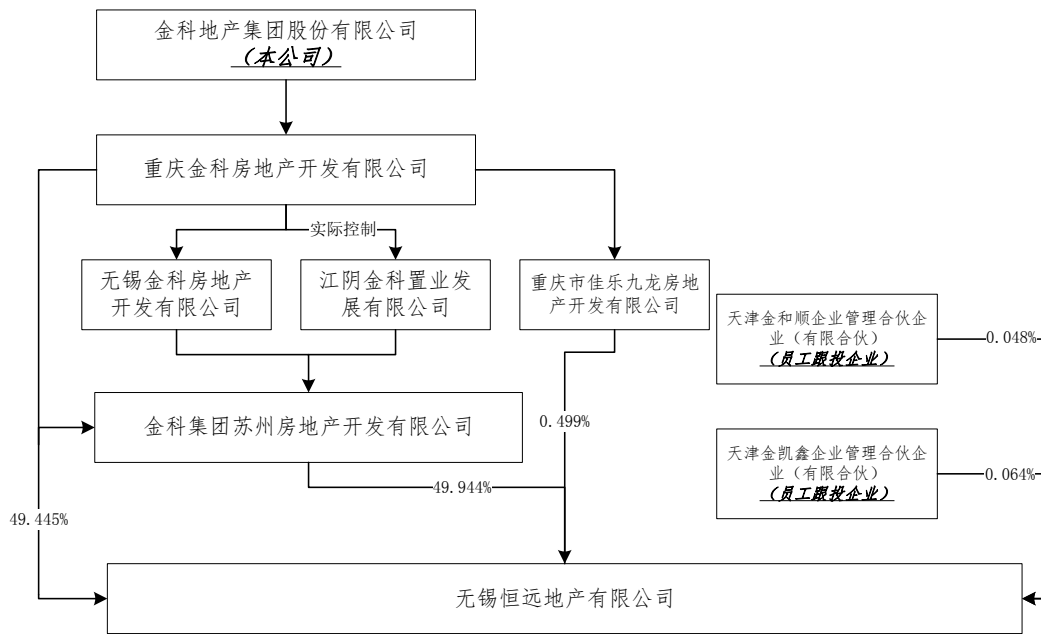 金科地产集团股份有限公司
（本公司）
重庆金科房地产开发有限公司
实际控制
无锡金科房地产
开发有限公司
江阴金科置业发
展有限公司
重庆市佳乐九龙房地
产开发有限公司
天津金和顺企业管理合伙企
业（有限合伙）
（员工跟投企业）
0.048%
金科集团苏州房地产开发有限公司
0.499%
天津金凯鑫企业管理合伙企
业（有限合伙）
（员工跟投企业）
0.064%
49.944%
49.445%
无锡恒远地产有限公司